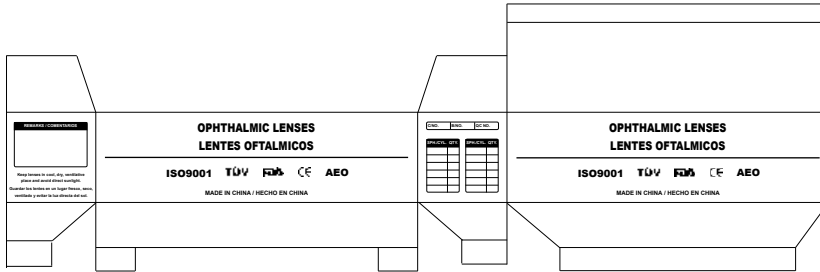 REMARKS / COMENTARIOS
Keep lenses in cool, dry, ventilative
place and avoid direct sunlight.
Guardar los lentes en un lugar fresco, seco,
ventilado y evitar la luz directa del sol.
OPHTHALMIC LENSES
LENTES OFTALMICOS
ISO9001 TÜV FDA CE AEO
MADE IN CHINA / HECHO EN CHINA
C/NO. R/NO. QC NO.
SPH./CYL. QTY. SPH./CYL. QTY.
OPHTHALMIC LENSES
LENTES OFTALMICOS
ISO9001 TÜV FDA CE AEO
MADE IN CHINA / HECHO EN CHINA